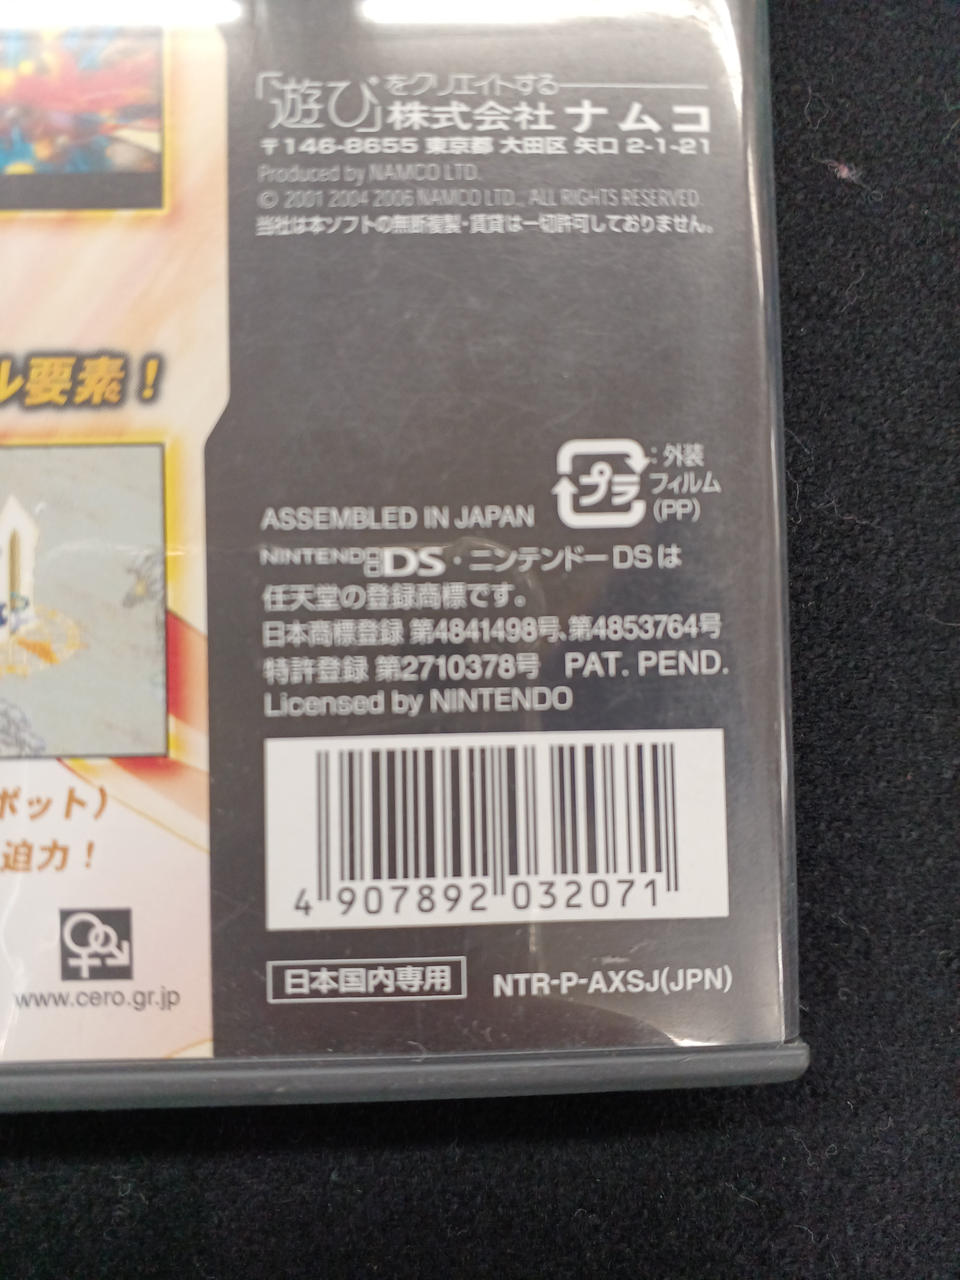 「遊び」をクリエイトする
株式会社 ナムコ
〒146-8655 東京都 大田区 矢口 2-1-21
Produced by NAMCO LTD.
© 2001 2004 2006 NAMCO LTD., ALL RIGHTS RESERVED.
当社は本ソフトの無断複製・賃貸は一切許可しておりません。
ル要素!
プラ
:外装
フィルム
(PP)
ASSEMBLED IN JAPAN
NINTENDO DS・ニンテンドーDSは
任天堂の登録商標です。
日本商標登録 第4841498号、第4853764号
特許登録 第2710378号 PAT. PEND.
Licensed by NINTENDO
ボット)
迫力!
4 907892 032071
www.cero.gr.jp
日本国内専用
NTR-P-AXSJ(JPN)